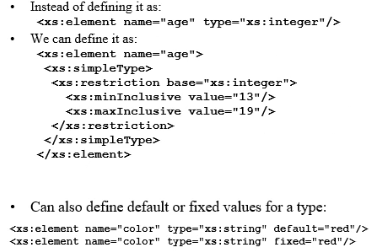 • Instead of defining it as:
<xs:element name="age" type="xs:integer"/>
• We can define it as:
<xs:element name="age">
<xs:simpleType>
<xs:restriction base="xs:integer">
<xs:minInclusive value="13"/>
<xs:maxInclusive value="19"/>
</xs:restriction>
</xs:simpleType>
</xs:element>
• Can also define default or fixed values for a type:
<xs:element name="color" type="xs:string" default="red"/>
<xs:element name="color" type="xs:string" fixed="red"/>